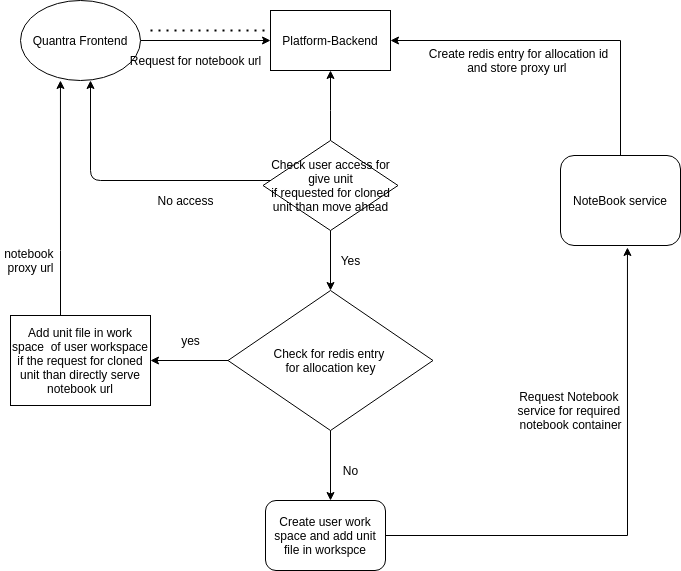 Quantra Frontend
Platform-Backend
Request for notebook url
Create redis entry for allocation id
and store proxy url
Check user access for
give unit
if requested for cloned
unit than move ahead
No access
NoteBook service
Yes
notebook
proxy url
Add unit file in work
space of user workspace
if the request for cloned
unit than directly serve
notebook url
yes
Check for redis entry
for allocation key
Request Notebook
service for required
notebook container
No
Create user work
space and add unit
file in workspce